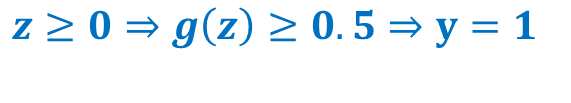 z ≥ 0 ⇒ g(z) ≥ 0.5 ⇒ y = 1